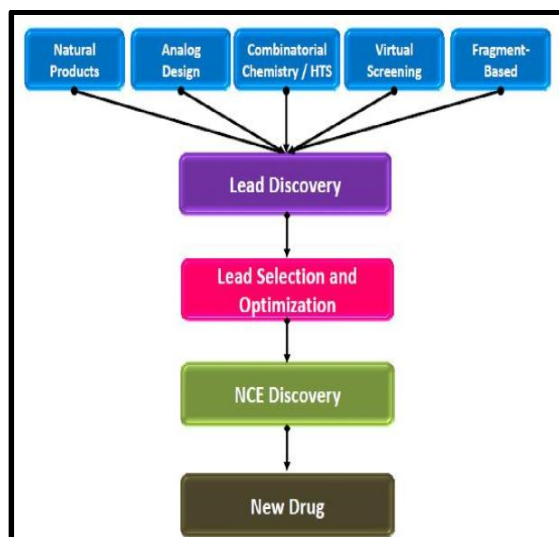 Natural
Products
Analog
Design
Combinatorial
Chemistry / HTS
Virtual
Screening
Fragment-
Based
Lead Discovery
Lead Selection and
Optimization
NCE Discovery
New Drug